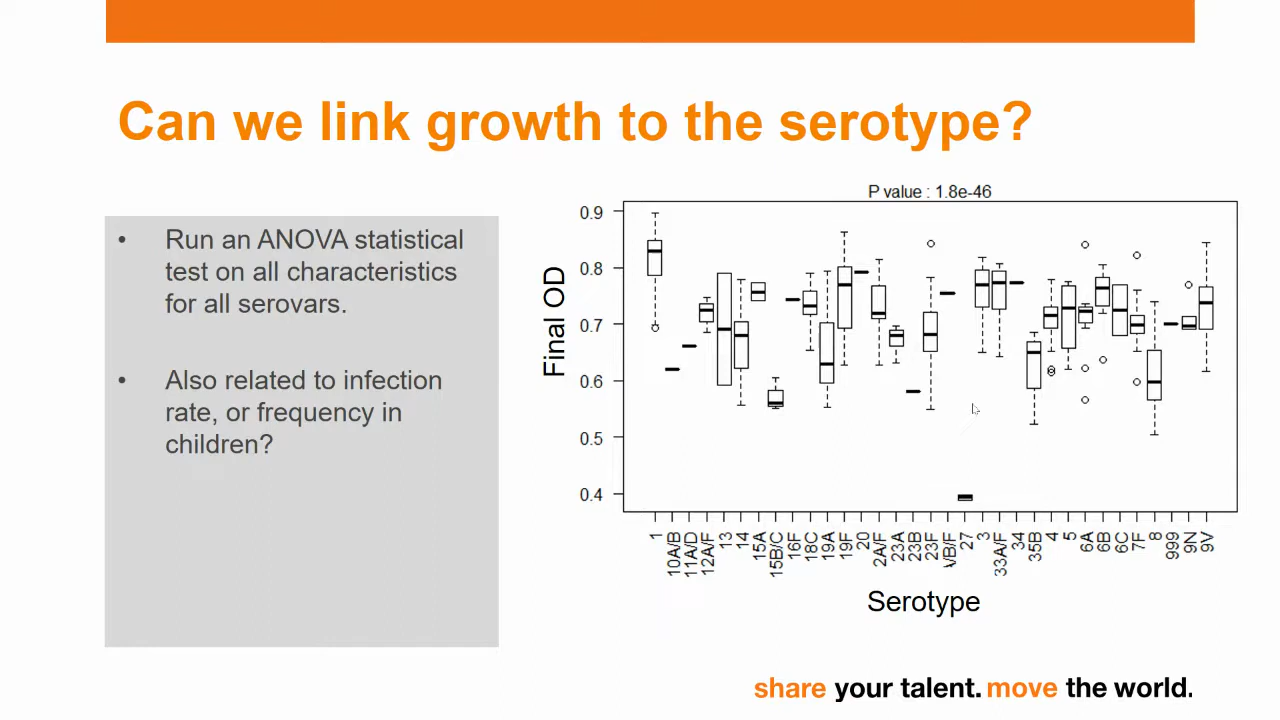 Can we link growth to the serotype?
• Run an ANOVA statistical
test on all characteristics
for all serovars.
• Also related to infection
rate, or frequency in
children?
P value : 1.8e-46
Final OD
0.9
0.8
0.7
0.6
0.5
0.4
1
10A/B
11A/D
12A/F
13
14
15A
15B/C
16F
18C
19A
19F
20
2A/F
23A
23B
23F
VB/F
27
3
33A/F
34
35B
4
5
6A
6B
6C
7F
8
999
9N
9V
Serotype
share your talent. move the world.